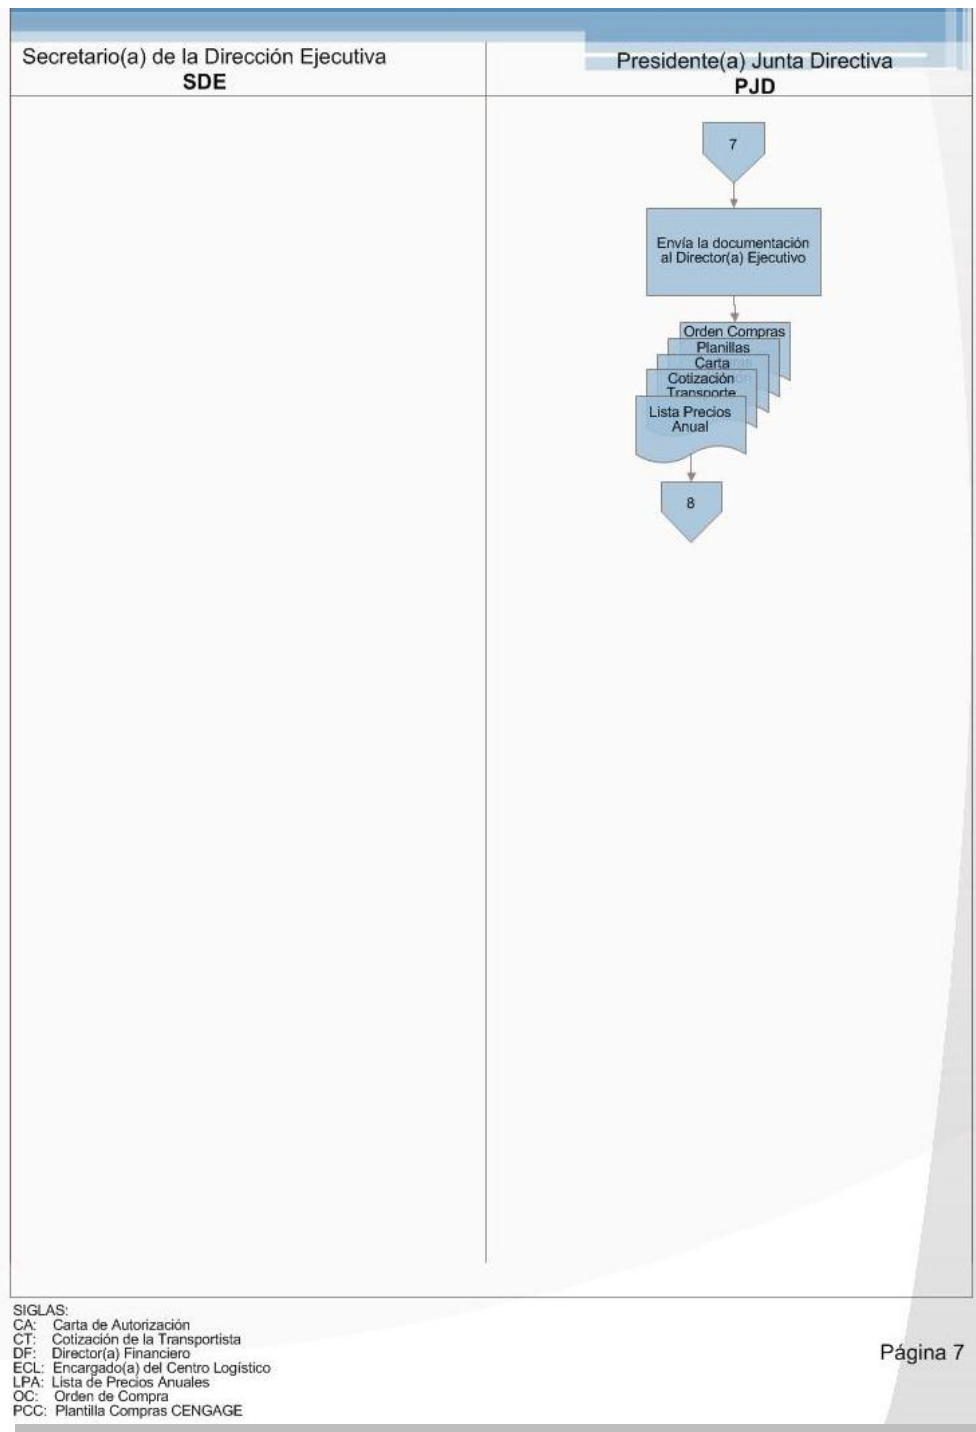 Secretario(a) de la Dirección Ejecutiva
SDE
Presidente(a) Junta Directiva
PJD
7
Envía la documentación
al Director(a) Ejecutivo
Orden Compras
Planillas
Carta
Cotización
Transporte
Lista Precios
Anual
8
SIGLAS:
CA: Carta de Autorización
CT: Cotización de la Transportista
DF: Director(a) Financiero
ECL: Encargado(a) del Centro Logístico
LPA: Lista de Precios Anuales
OC: Orden de Compra
PCC: Plantilla Compras CENGAGE
Página 7